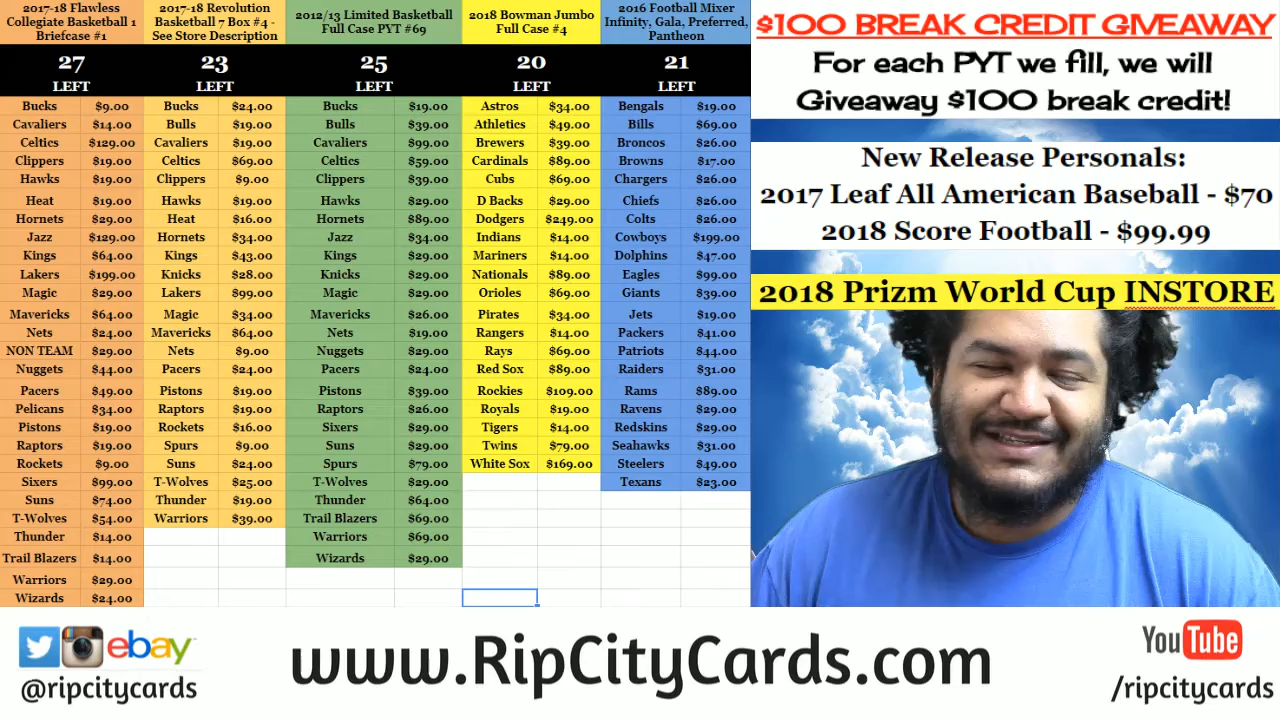 2017-18 Flawless
Collegiate Basketball 1
Briefcase #1
27
LEFT
Bucks $9.00
Cavaliers $14.00
Celtics $129.00
Clippers $19.00
Hawks $19.00
Heat $19.00
Hornets $29.00
Jazz $129.00
Kings $64.00
Lakers $199.00
Magic $29.00
Mavericks $64.00
Nets $24.00
NON TEAM $29.00
Nuggets $44.00
Pacers $49.00
Pelicans $34.00
Pistons $19.00
Raptors $19.00
Rockets $9.00
Sixers $99.00
Suns $74.00
T-Wolves $54.00
Thunder $14.00
Trail Blazers $14.00
Warriors $29.00
Wizards $24.00
2017-18 Revolution
Basketball 7 Box #4 -
See Store Description
23
LEFT
Bucks $24.00
Bulls $19.00
Cavaliers $19.00
Celtics $69.00
Clippers $9.00
Hawks $19.00
Heat $16.00
Hornets $34.00
Kings $43.00
Knicks $28.00
Lakers $99.00
Magic $34.00
Mavericks $64.00
Nets $9.00
Pacers $24.00
Pistons $19.00
Raptors $19.00
Rockets $16.00
Spurs $9.00
Suns $24.00
T-Wolves $25.00
Thunder $19.00
Warriors $39.00
2012/13 Limited Basketball
Full Case PYT #69
25
LEFT
Bucks $19.00
Bulls $39.00
Cavaliers $99.00
Celtics $59.00
Clippers $39.00
Hawks $29.00
Hornets $89.00
Jazz $34.00
Kings $29.00
Knicks $29.00
Magic $29.00
Mavericks $26.00
Nets $19.00
Nuggets $29.00
Pacers $24.00
Pistons $39.00
Raptors $26.00
Sixers $29.00
Suns $29.00
Spurs $79.00
T-Wolves $29.00
Thunder $64.00
Trail Blazers $69.00
Warriors $69.00
Wizards $29.00
2018 Bowman Jumbo
Full Case #4
20
LEFT
Astros $34.00
Athletics $49.00
Brewers $39.00
Cardinals $89.00
Cubs $69.00
D Backs $29.00
Dodgers $249.00
Indians $14.00
Mariners $14.00
Nationals $89.00
Orioles $69.00
Pirates $34.00
Rangers $14.00
Rays $69.00
Red Sox $89.00
Rockies $109.00
Royals $19.00
Tigers $14.00
Twins $79.00
White Sox $169.00
2016 Football Mixer
Infinity, Gala, Preferred,
Pantheon
21
LEFT
Bengals $19.00
Bills $69.00
Broncos $26.00
Browns $17.00
Chargers $26.00
Chiefs $26.00
Colts $26.00
Cowboys $199.00
Dolphins $47.00
Eagles $99.00
Giants $39.00
Jets $19.00
Packers $41.00
Patriots $44.00
Raiders $31.00
Rams $89.00
Ravens $29.00
Redskins $29.00
Seahawks $31.00
Steelers $49.00
Texans $23.00
$100 BREAK CREDIT GIVEAWAY
For each PYT we fill, we will
Giveaway $100 break credit!
New Release Personals:
2017 Leaf All American Baseball - $70
2018 Score Football - $99.99
2018 Prizm World Cup INSTORE
ebay
@ripcitycards
www.RipCityCards.com
YouTube
/ripcitycards